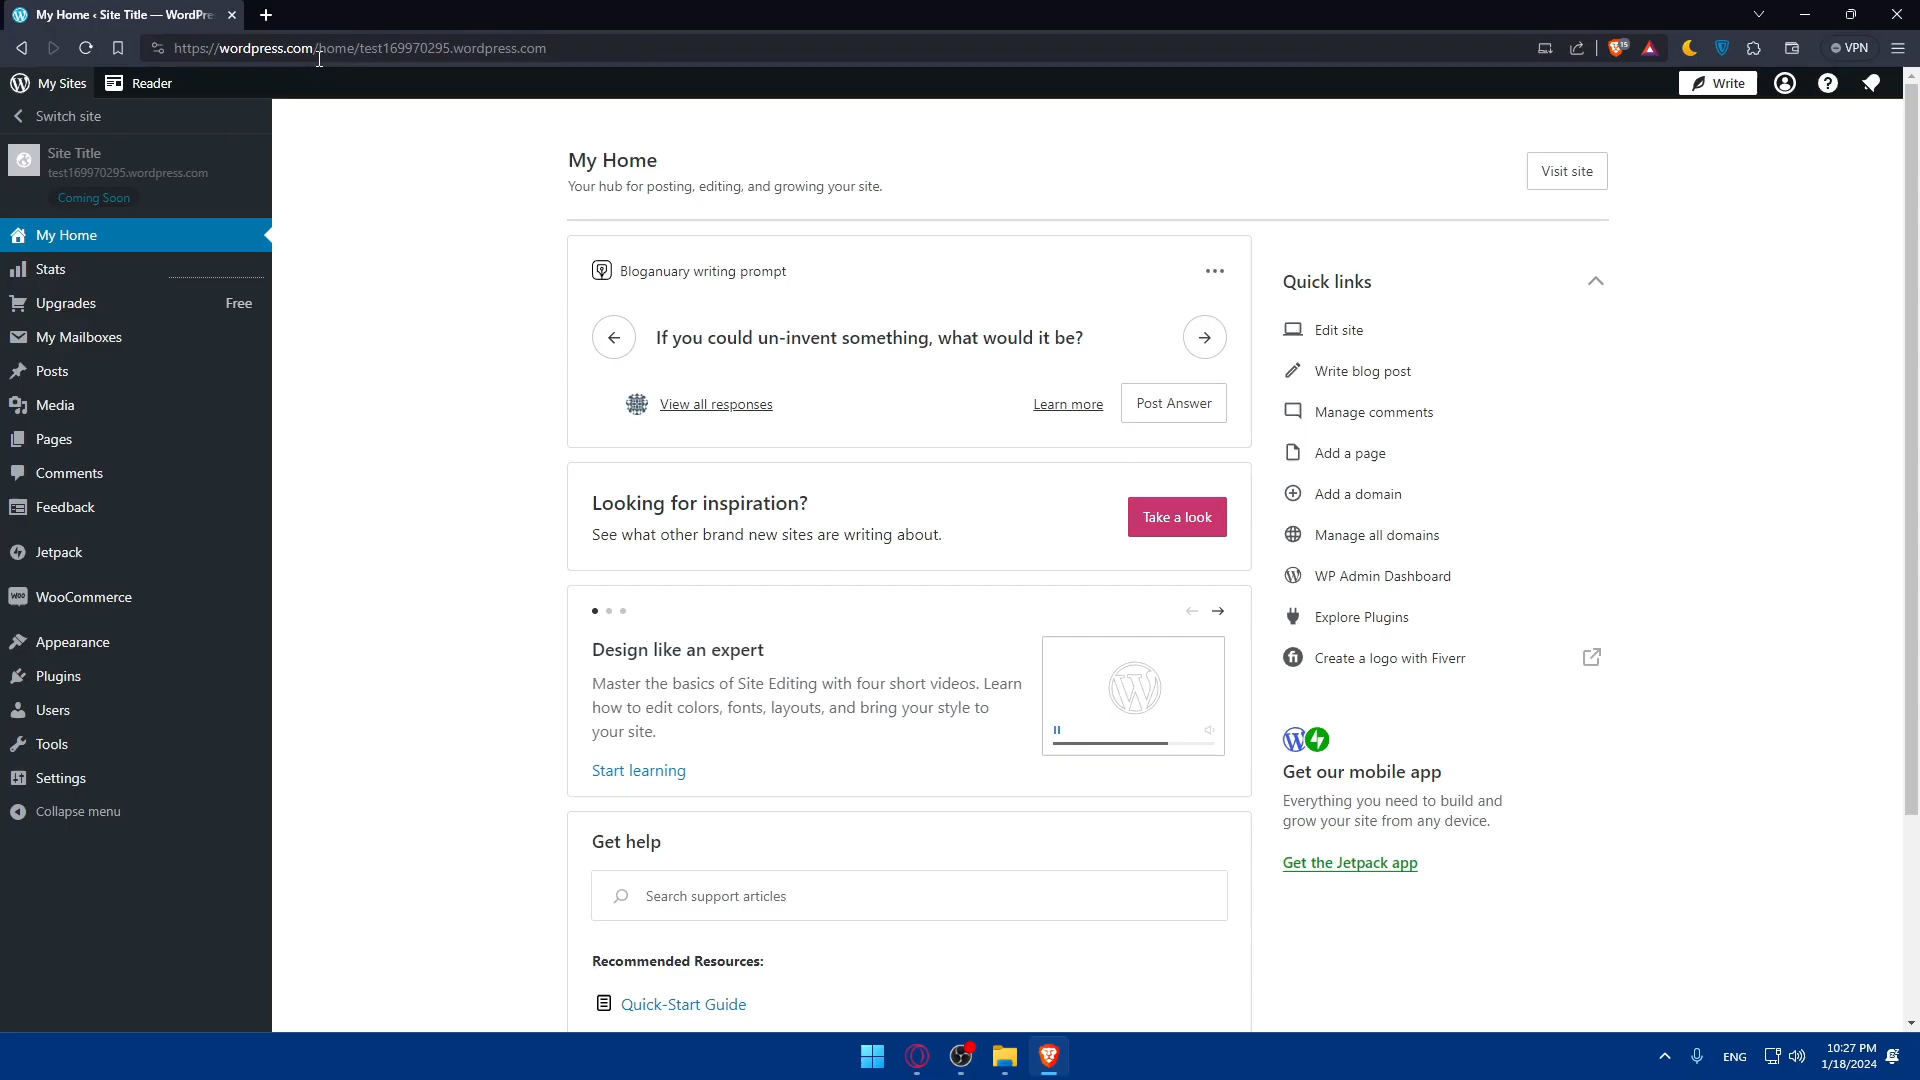 My Home ‹ Site Title — WordPre
https://wordpress.com/home/test169970295.wordpress.com
15
VPN
My Sites
Reader
Write
Switch site
Site Title
test169970295.wordpress.com
Coming Soon
My Home
Stats
Upgrades
Free
My Mailboxes
Posts
Media
Pages
Comments
Feedback
Jetpack
WooCommerce
Appearance
Plugins
Users
Tools
Settings
Collapse menu
My Home
Your hub for posting, editing, and growing your site.
Visit site
Bloganuary writing prompt
If you could un-invent something, what would it be?
View all responses
Learn more
Post Answer
Looking for inspiration?
See what other brand new sites are writing about.
Take a look
Design like an expert
Master the basics of Site Editing with four short videos. Learn
how to edit colors, fonts, layouts, and bring your style to
your site.
Start learning
Get help
Search support articles
Recommended Resources:
Quick-Start Guide
Quick links
Edit site
Write blog post
Manage comments
Add a page
Add a domain
Manage all domains
WP Admin Dashboard
Explore Plugins
fi
Create a logo with Fiverr
Get our mobile app
Everything you need to build and
grow your site from any device.
Get the Jetpack app
ENG
10:27 PM
1/18/2024